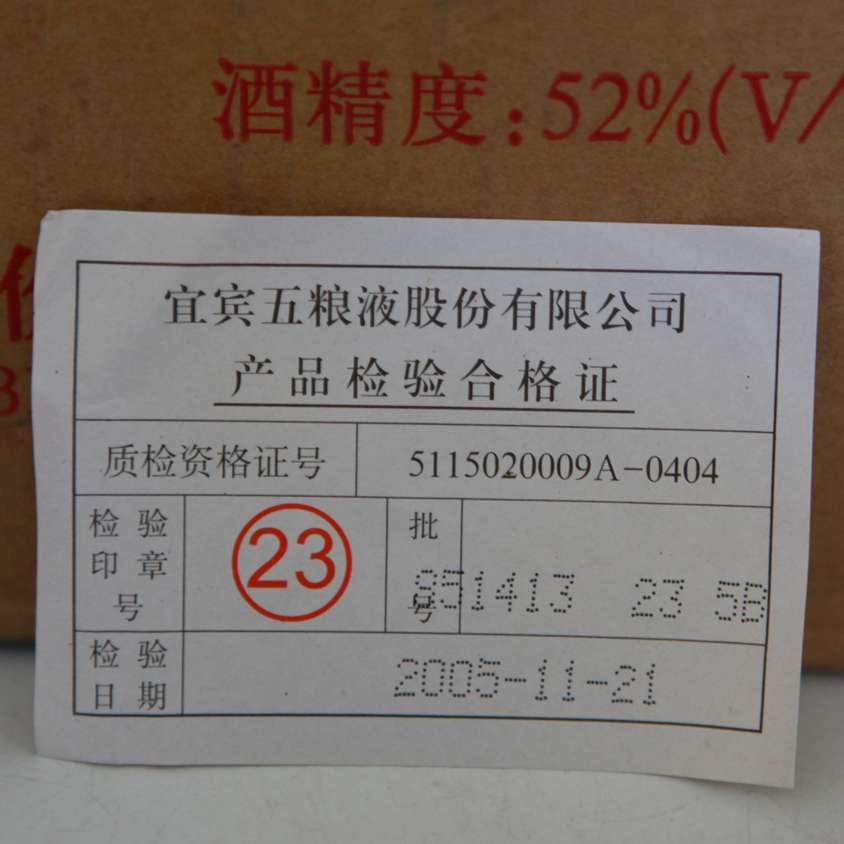 酒精度:52%(V/
宜宾五粮液股份有限公司
产品检验合格证
质检资格证号 5115020009A-0404
检验印章号 23 批号 951413 23 5B
检验日期 2005-11-21